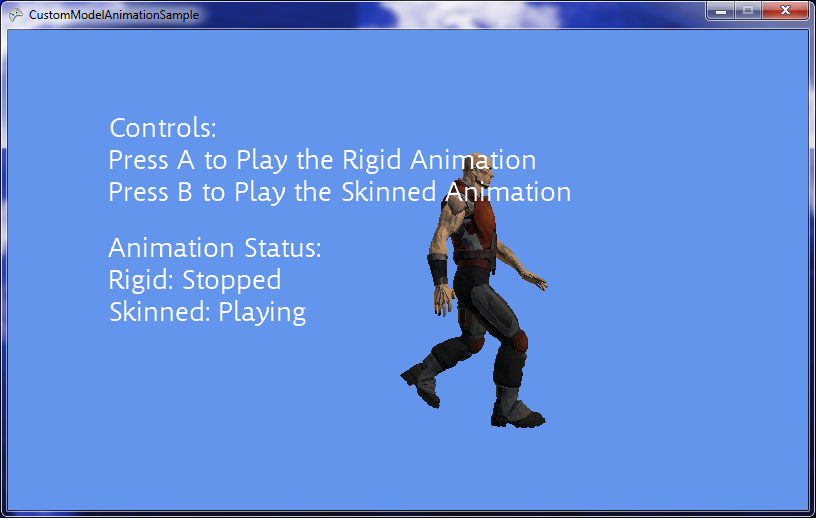 CustomModelAnimationSample
Controls:
Press A to Play the Rigid Animation
Press B to Play the Skinned Animation
Animation Status:
Rigid: Stopped
Skinned: Playing